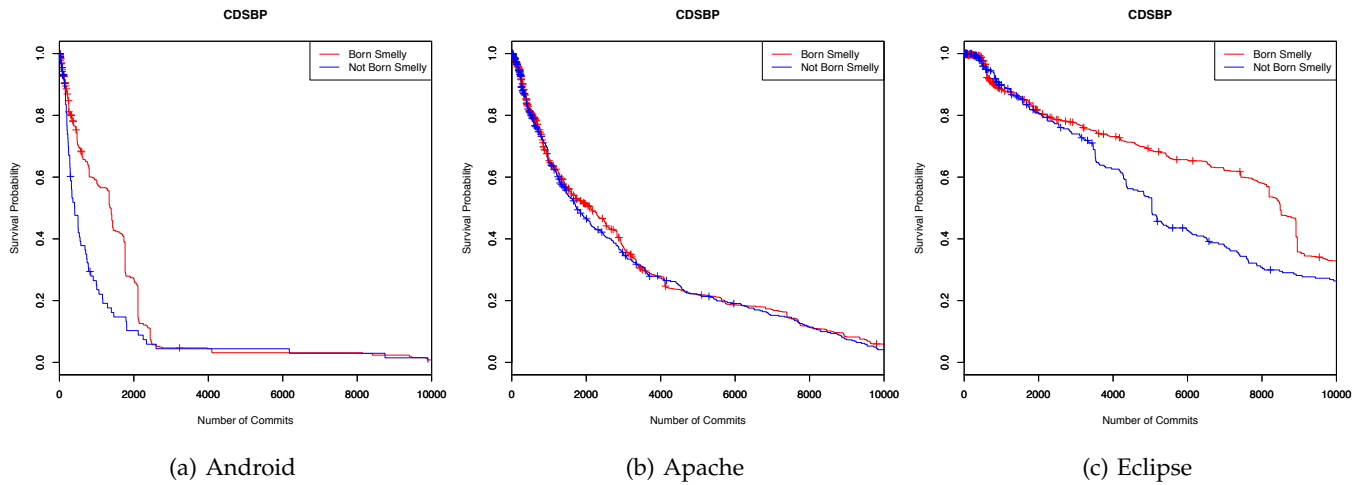 CDSBP
Born Smelly
Not Born Smelly
1.0
0.8
0.6
0.4
0.2
0.0
Survival Probability
0 2000 4000 6000 8000 10000
Number of Commits
(a) Android
CDSBP
Born Smelly
Not Born Smelly
1.0
0.8
0.6
0.4
0.2
0.0
Survival Probability
0 2000 4000 6000 8000 10000
Number of Commits
(b) Apache
CDSBP
Born Smelly
Not Born Smelly
1.0
0.8
0.6
0.4
0.2
0.0
Survival Probability
0 2000 4000 6000 8000 10000
Number of Commits
(c) Eclipse